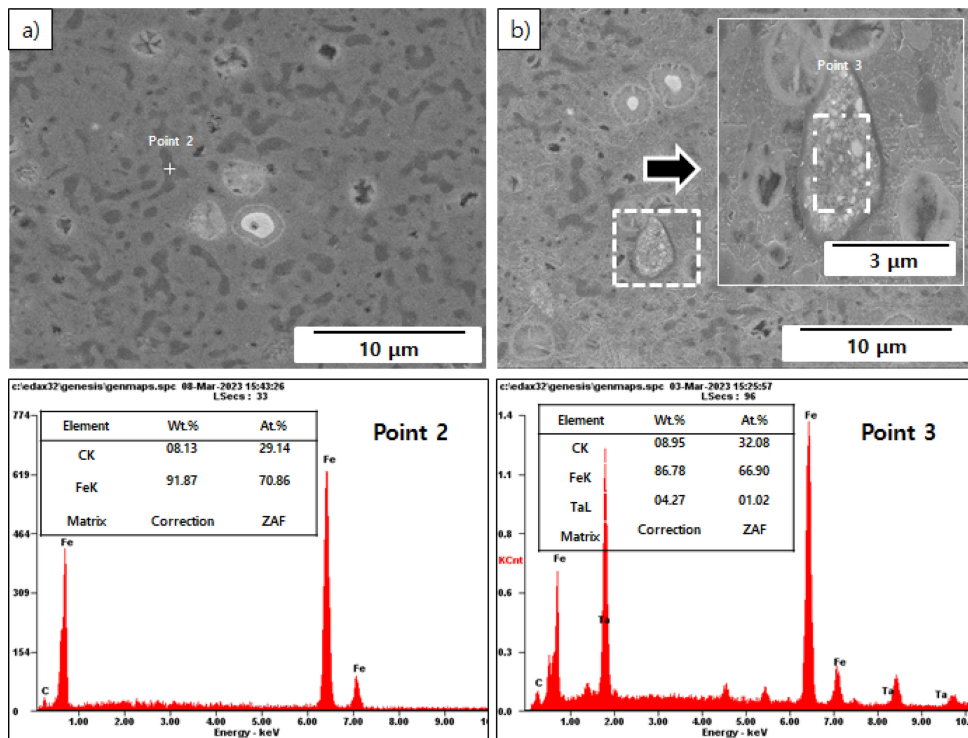 a)
Point 2
10 μm
b)
Point 3
3 μm
10 μm
c:\edax32\genesis\genmaps.spc 08-Mar-2023 15:43:26
LSecs : 33
Element Wt.% At.%
CK 08.13 29.14
FeK 91.87 70.86
Matrix Correction ZAF
Point 2
774
619
464
309
154
0
C
Fe
Fe
Fe
1.00 2.00 3.00 4.00 5.00 6.00 7.00 8.00 9.00 10
Energy - keV
c:\edax32\genesis\genmaps.spc 03-Mar-2023 15:25:57
LSecs : 96
Element Wt.% At.%
CK 08.95 32.08
FeK 86.78 66.90
TaL 04.27 01.02
Matrix Correction ZAF
Point 3
1.4
1.1
0.8
KCnt
0.6
0.3
0.0
C
Fe
Ta
Fe
Fe
Ta
Ta
1.00 2.00 3.00 4.00 5.00 6.00 7.00 8.00 9.00 10.
Energy - keV